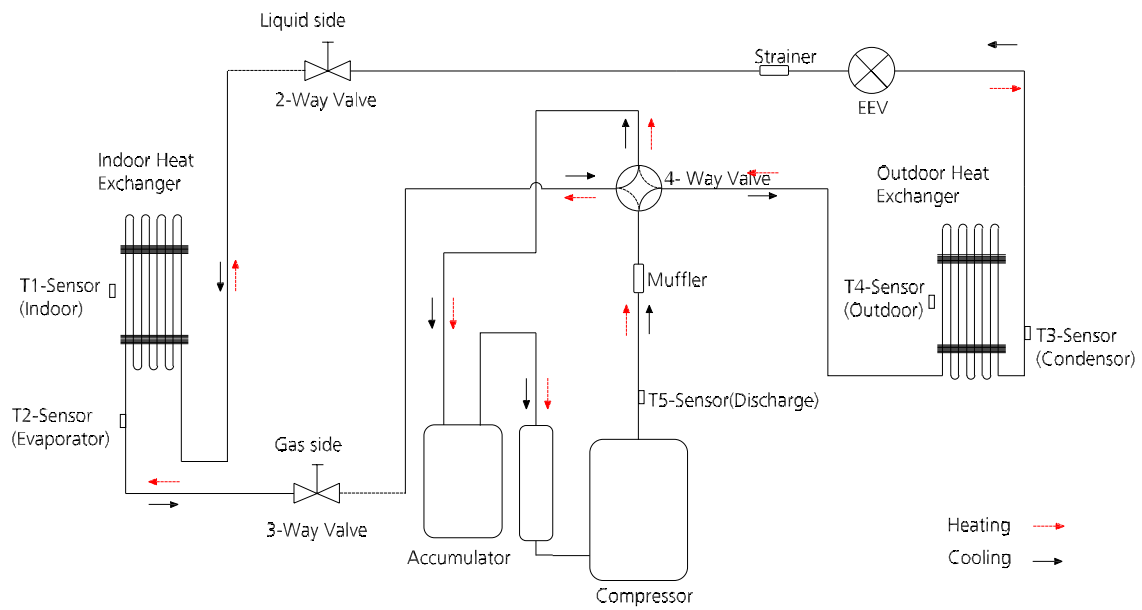 Liquid side
2-Way Valve
Strainer
EEV
Indoor Heat
Exchanger
4- Way Valve
Outdoor Heat
Exchanger
T1-Sensor
(Indoor)
Muffler
T4-Sensor
(Outdoor)
T3-Sensor
(Condensor)
T2-Sensor
(Evaporator)
T5-Sensor(Discharge)
Gas side
3-Way Valve
Accumulator
Compressor
Heating
Cooling